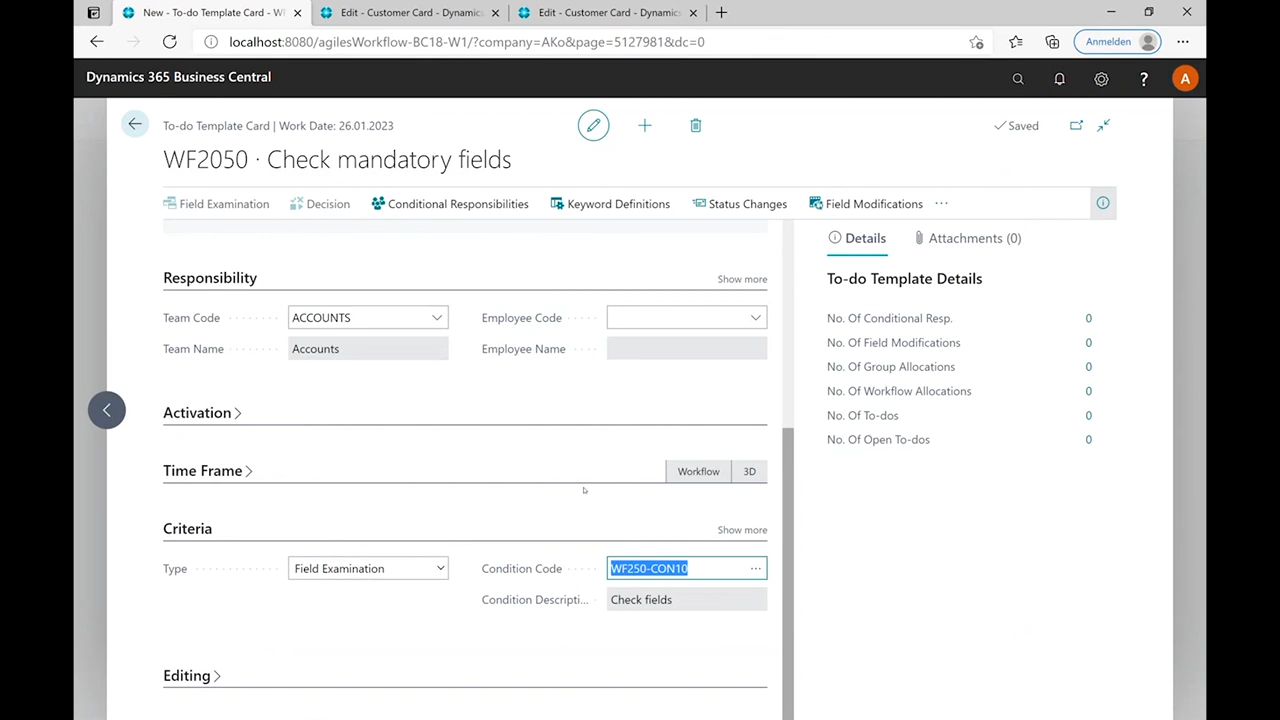 New - To-do Template Card - WF
Edit - Customer Card - Dynamics
Edit - Customer Card - Dynamics
localhost:8080/agilesWorkflow-BC18-W1/?company=AKo&page=5127981&dc=0
Anmelden
Dynamics 365 Business Central
A
To-do Template Card | Work Date: 26.01.2023
Saved
WF2050 · Check mandatory fields
Field Examination
Decision
Conditional Responsibilities
Keyword Definitions
Status Changes
Field Modifications
Details
Attachments (0)
Responsibility
Show more
Team Code
ACCOUNTS
Employee Code
Team Name
Accounts
Employee Name
Activation
Time Frame
Workflow
3D
Criteria
Show more
Type
Field Examination
Condition Code
WF250-CON10
Condition Descripti...
Check fields
Editing
To-do Template Details
No. Of Conditional Resp. 0
No. Of Field Modifications 0
No. Of Group Allocations 0
No. Of Workflow Allocations 0
No. Of To-dos 0
No. Of Open To-dos 0